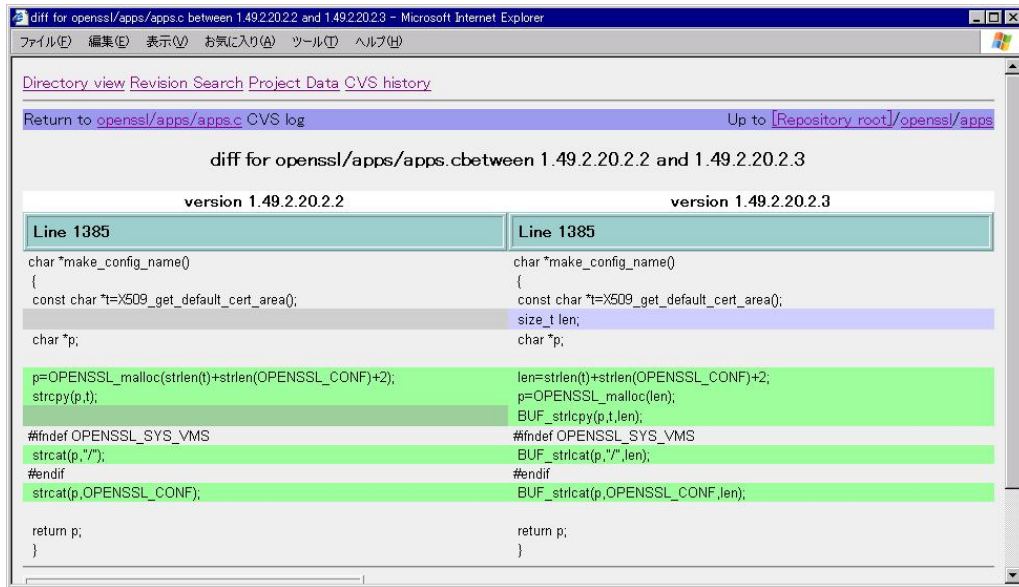 diff for openssl/apps/apps.c between 1.49.2.20.2.2 and 1.49.2.20.2.3 - Microsoft Internet Explorer
ファイル(F) 編集(E) 表示(V) お気に入り(A) ツール(T) ヘルプ(H)
Directory view Revision Search Project Data CVS history
Return to openssl/apps/apps.c CVS log Up to [Repository root]/openssl/apps
diff for openssl/apps/apps.cbetween 1.49.2.20.2.2 and 1.49.2.20.2.3
version 1.49.2.20.2.2 version 1.49.2.20.2.3
Line 1385 Line 1385
char *make_config_name() char *make_config_name()
{ {
const char *t=X509_get_default_cert_area(); const char *t=X509_get_default_cert_area();
size_t len;
char *p; char *p;
p=OPENSSL_malloc(strlen(t)+strlen(OPENSSL_CONF)+2); len=strlen(t)+strlen(OPENSSL_CONF)+2;
strcpy(p,t); p=OPENSSL_malloc(len);
BUF_strlcpy(p,t,len);
#ifndef OPENSSL_SYS_VMS #ifndef OPENSSL_SYS_VMS
strcat(p,"/"); BUF_strlcat(p,"/",len);
#endif #endif
strcat(p,OPENSSL_CONF); BUF_strlcat(p,OPENSSL_CONF,len);
return p; return p;
} }